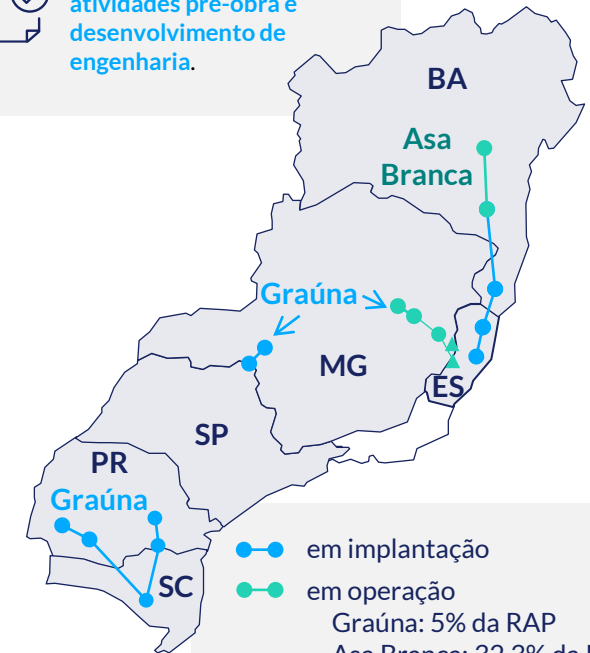 atividades pré-obra e
desenvolvimento de
engenharia.
BA
Asa
Branca
Graúna
MG
ES
SP
PR
Graúna
SC
em implantação
em operação
Graúna: 5% da RAP